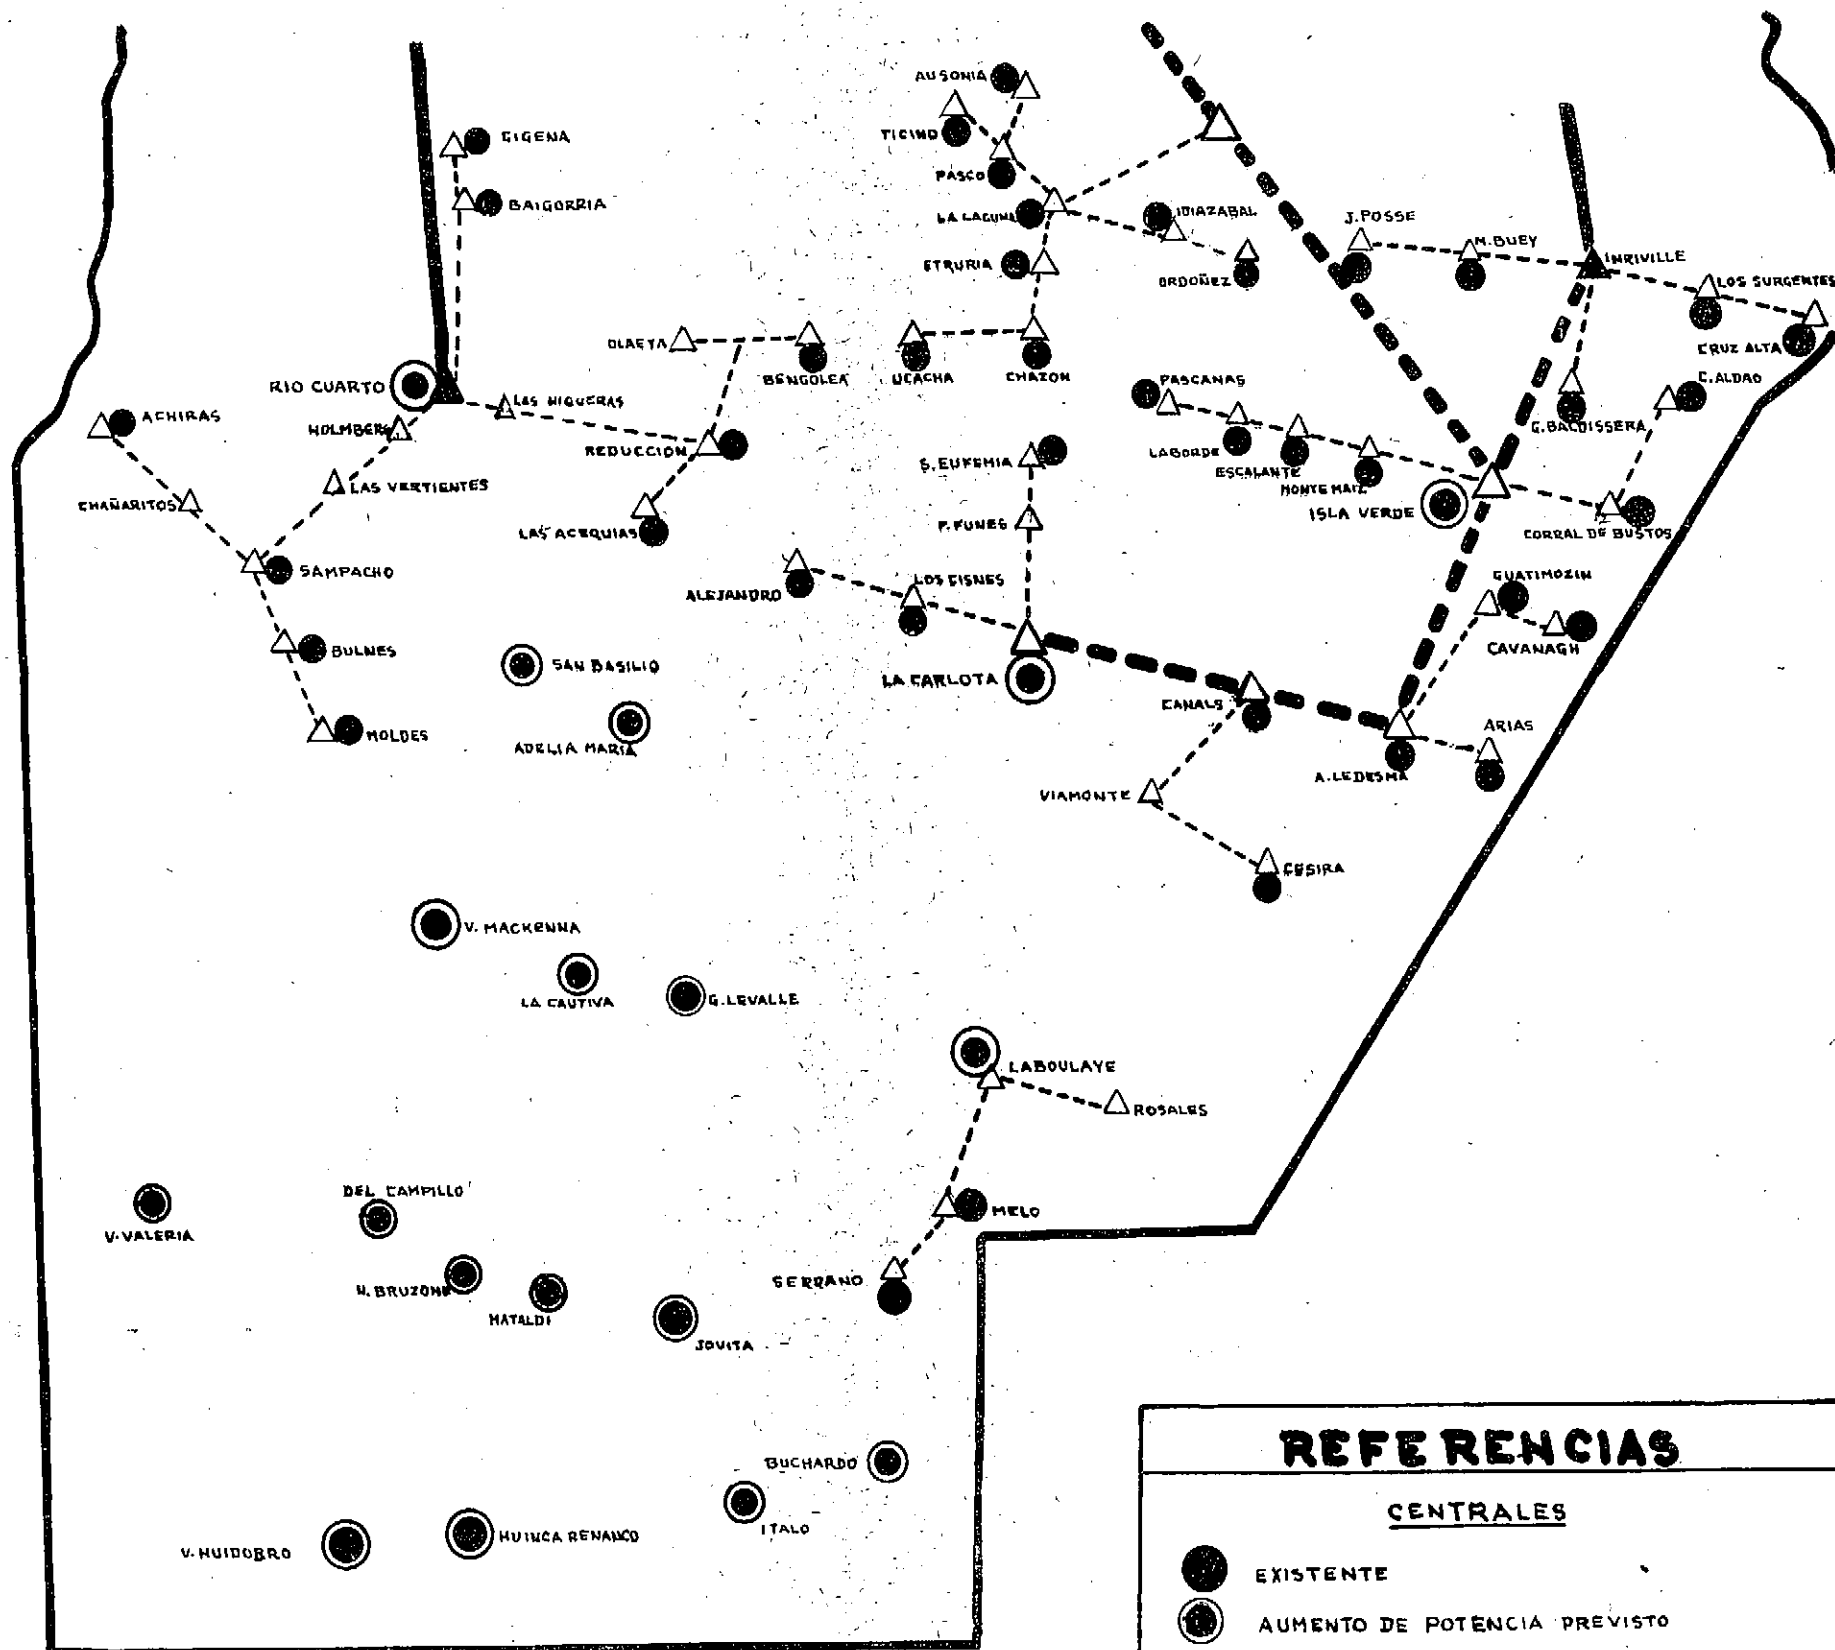 AUSONIA
TICINO
GIGENA
PASCO
BAIGORRIA
LA LAGUNA
IDIAZABAL
J. POSSE
M. BUEY
INRIVILLE
ETRURIA
ORDOÑEZ
LOS SURGENTES
OLAETA
CRUZ ALTA
RIO CUARTO
BENGOLEA
UCACHA
CHAZON
PASCANAS
C. ALDAO
LAS HIGUERAS
ACHIRAS
HOLMBERG
G. BALDISSERA
REDUCCION
LABORDE
S. EUFEMIA
ESCALANTE
MONTE MAIZ
LAS VERTIENTES
CHAÑARITOS
ISLA VERDE
P. FUNES
LAS ACEQUIAS
CORRAL DE BUSTOS
SAMPACHO
GUATIMOZIN
LOS CISNES
ALEJANDRO
BULNES
CAVANAGH
SAN BASILIO
LA CARLOTA
CANALS
ARIAS
MOLDES
ADELIA MARIA
A. LEDESMA
VIAMONTE
CESIRA
V. MACKENNA
LA CAUTIVA
G. LEVALLE
LABOULAYE
ROSALES
DEL CAMPILLO
MELO
V. VALERIA
SERRANO
N. BRUZONE
MATALDI
JOVITA
BUCHARDO
ITALO
HUINCA RENANCO
V. HUIDOBRO
REFERENCIAS
CENTRALES
EXISTENTE
AUMENTO DE POTENCIA PREVISTO